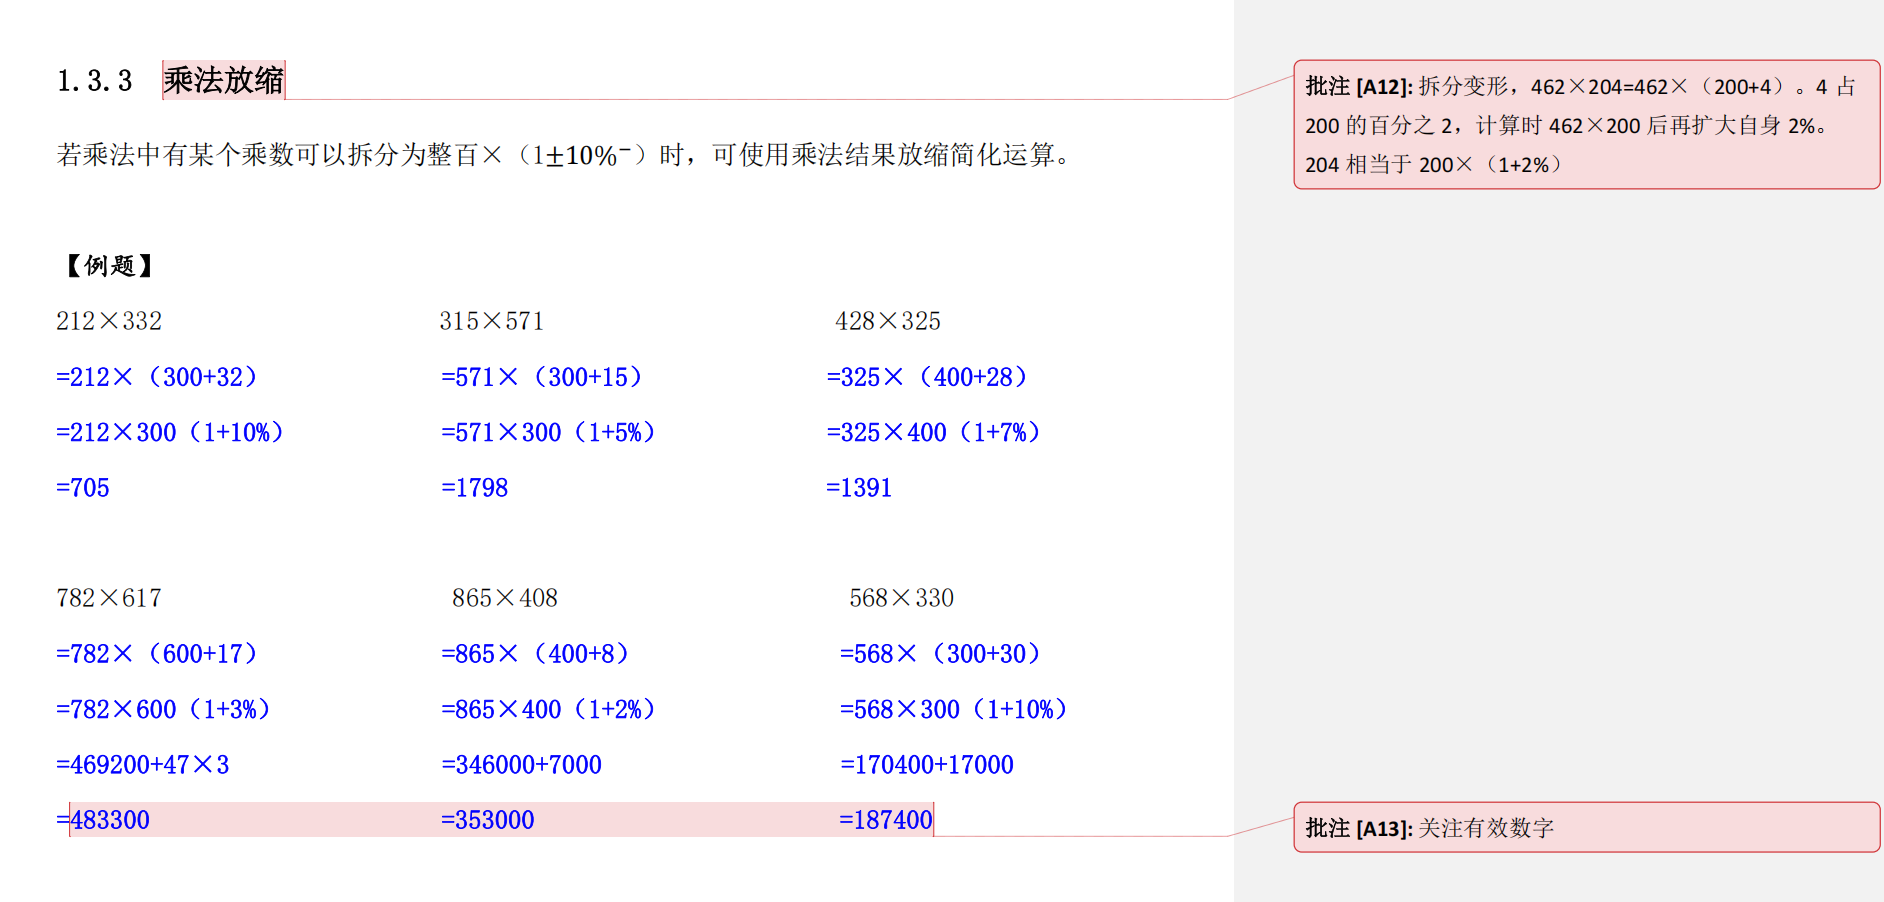 1.3.3 乘法放缩
若乘法中有某个乘数可以拆分为整百×（1±10%⁻）时，可使用乘法结果放缩简化运算。
【例题】
212×332 315×571 428×325
=212×（300+32） =571×（300+15） =325×（400+28）
=212×300（1+10%） =571×300（1+5%） =325×400（1+7%）
=705 =1798 =1391
782×617 865×408 568×330
=782×（600+17） =865×（400+8） =568×（300+30）
=782×600（1+3%） =865×400（1+2%） =568×300（1+10%）
=469200+47×3 =346000+7000 =170400+17000
=483300 =353000 =187400
批注 [A12]: 拆分变形，462×204=462×（200+4）。4 占
200 的百分之 2，计算时 462×200 后再扩大自身 2%。
204 相当于 200×（1+2%）
批注 [A13]: 关注有效数字